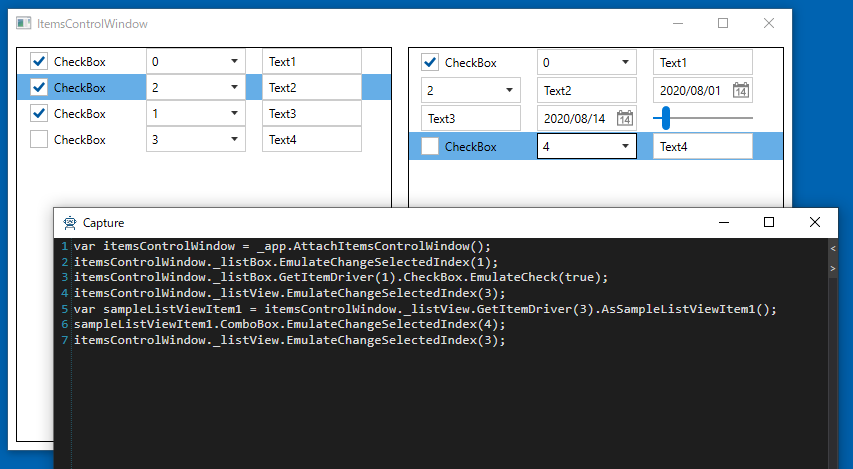 ItemsControlWindow
CheckBox 0 Text1
CheckBox 2 Text2
CheckBox 1 Text3
CheckBox 3 Text4
CheckBox 0 Text1
2 Text2 2020/08/01 14
Text3 2020/08/14 14
CheckBox 4 Text4
Capture
1 var itemsControlWindow = _app.AttachItemsControlWindow();
2 itemsControlWindow._listBox.EmulateChangeSelectedIndex(1);
3 itemsControlWindow._listBox.GetItemDriver(1).CheckBox.EmulateCheck(true);
4 itemsControlWindow._listView.EmulateChangeSelectedIndex(3);
5 var sampleListViewItem1 = itemsControlWindow._listView.GetItemDriver(3).AsSampleListViewItem1();
6 sampleListViewItem1.ComboBox.EmulateChangeSelectedIndex(4);
7 itemsControlWindow._listView.EmulateChangeSelectedIndex(3);
<
>